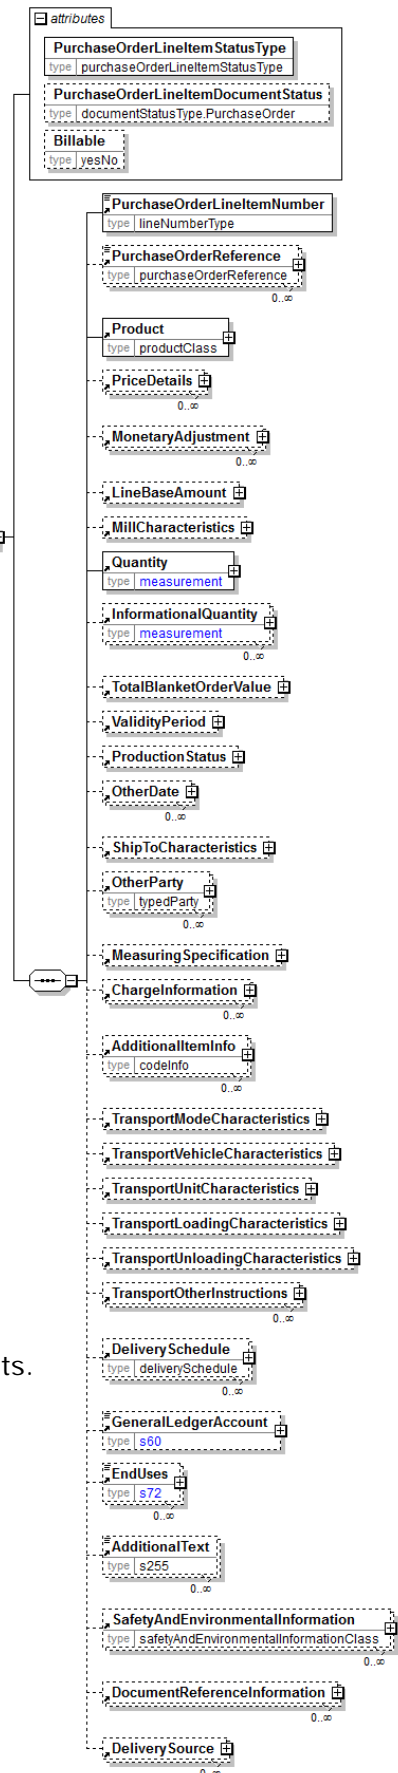 attributes
PurchaseOrderLineItemStatusType
type purchaseOrderLineItemStatusType
PurchaseOrderLineItemDocumentStatus
type documentStatusType.PurchaseOrder
Billable
type yesNo
PurchaseOrderLineItemNumber
type lineNumberType
PurchaseOrderReference
type purchaseOrderReference
0..∞
Product
type productClass
PriceDetails
0..∞
MonetaryAdjustment
0..∞
LineBaseAmount
MillCharacteristics
Quantity
type measurement
InformationalQuantity
type measurement
0..∞
TotalBlanketOrderValue
ValidityPeriod
ProductionStatus
OtherDate
0..∞
ShipToCharacteristics
OtherParty
type typedParty
0..∞
MeasuringSpecification
ChargeInformation
0..∞
AdditionalItemInfo
type codeInfo
0..∞
TransportModeCharacteristics
TransportVehicleCharacteristics
TransportUnitCharacteristics
TransportLoadingCharacteristics
TransportUnloadingCharacteristics
TransportOtherInstructions
0..∞
DeliverySchedule
type deliverySchedule
ts.
0..∞
GeneralLedgerAccount
type s60
EndUses
type s72
0..∞
AdditionalText
type s255
0..∞
SafetyAndEnvironmentalInformation
type safetyAndEnvironmentalInformationClass
0..∞
DocumentReferenceInformation
0..∞
DeliverySource
0..∞